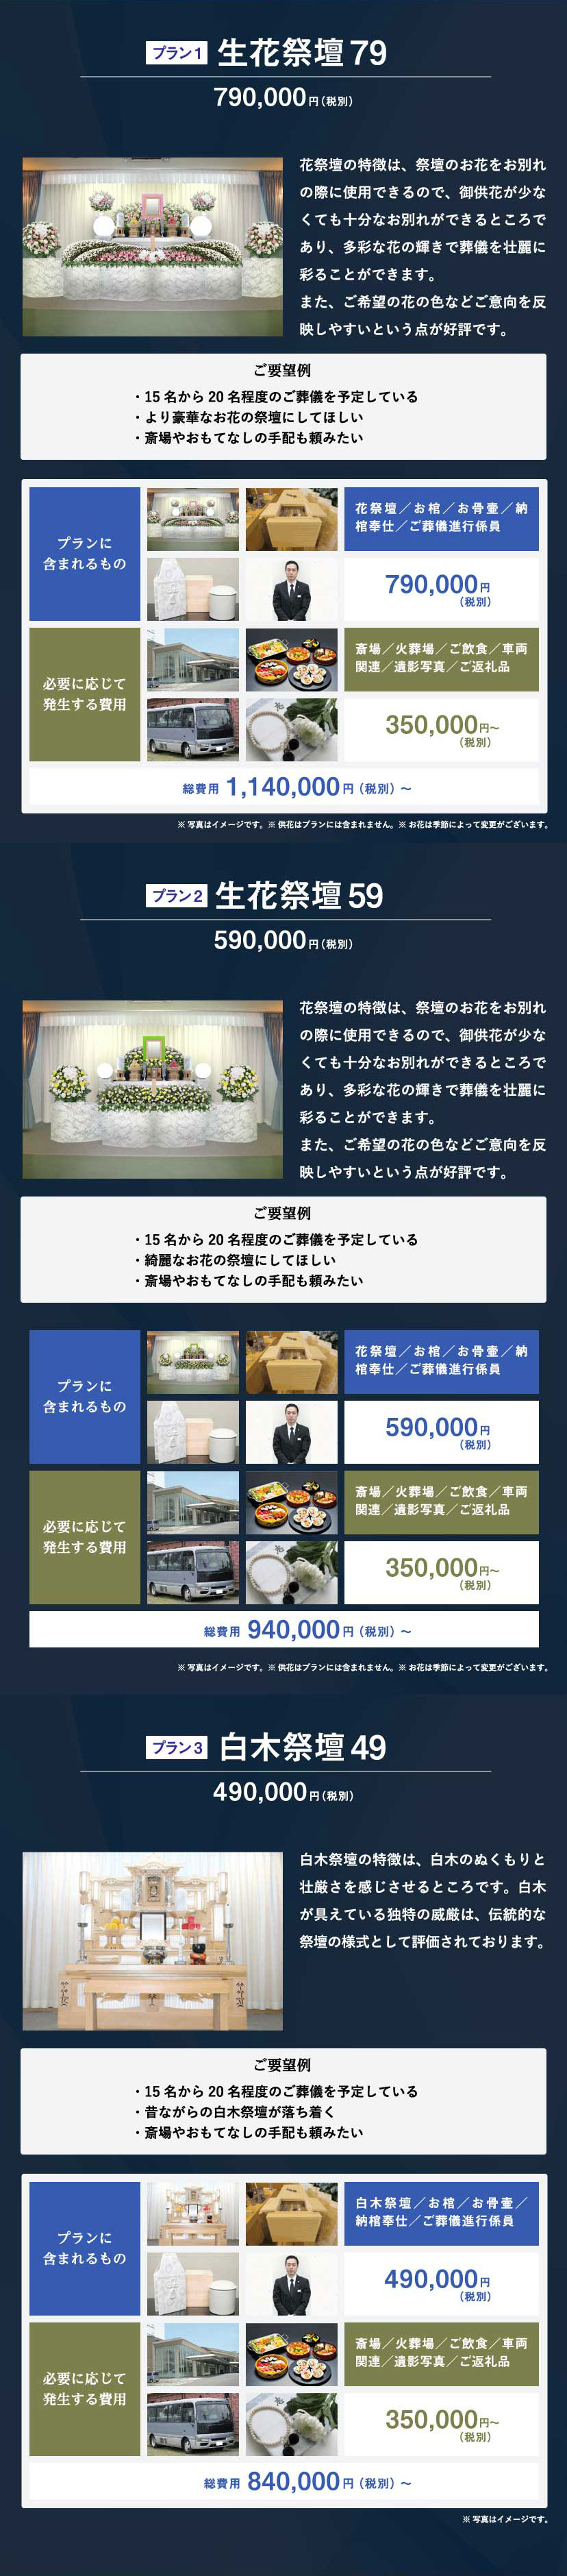 プラン1 生花祭壇79
790,000円(税別)
花祭壇の特徴は、祭壇のお花をお別れ
の際に使用できるので、御供花が少な
くても十分なお別れができるところで
あり、多彩な花の輝きで葬儀を壮麗に
彩ることができます。
また、ご希望の花の色などご意向を反
映しやすいという点が好評です。
ご要望例
・15名から20名程度のご葬儀を予定している
・より豪華なお花の祭壇にしてほしい
・斎場やおもてなしの手配も頼みたい
プランに
含まれるもの
花祭壇／お棺／お骨壷／納
棺奉仕／ご葬儀進行係員
790,000円
(税別)
必要に応じて
発生する費用
斎場／火葬場／ご飲食／車両
関連／遺影写真／ご返礼品
350,000円〜
(税別)
総費用 1,140,000円(税別)〜
※写真はイメージです。※供花はプランには含まれません。※お花は季節によって変更がございます。
プラン2 生花祭壇59
590,000円(税別)
花祭壇の特徴は、祭壇のお花をお別れ
の際に使用できるので、御供花が少な
くても十分なお別れができるところで
あり、多彩な花の輝きで葬儀を壮麗に
彩ることができます。
また、ご希望の花の色などご意向を反
映しやすいという点が好評です。
ご要望例
・15名から20名程度のご葬儀を予定している
・綺麗なお花の祭壇にしてほしい
・斎場やおもてなしの手配も頼みたい
プランに
含まれるもの
花祭壇／お棺／お骨壷／納
棺奉仕／ご葬儀進行係員
590,000円
(税別)
必要に応じて
発生する費用
斎場／火葬場／ご飲食／車両
関連／遺影写真／ご返礼品
350,000円〜
(税別)
総費用 940,000円(税別)〜
※写真はイメージです。※供花はプランには含まれません。※お花は季節によって変更がございます。
プラン3 白木祭壇49
490,000円(税別)
白木祭壇の特徴は、白木のぬくもりと
壮厳さを感じさせるところです。白木
が具えている独特の威厳は、伝統的な
祭壇の様式として評価されております。
ご要望例
・15名から20名程度のご葬儀を予定している
・昔ながらの白木祭壇が落ち着く
・斎場やおもてなしの手配も頼みたい
プランに
含まれるもの
白木祭壇／お棺／お骨壷／
納棺奉仕／ご葬儀進行係員
490,000円
(税別)
必要に応じて
発生する費用
斎場／火葬場／ご飲食／車両
関連／遺影写真／ご返礼品
350,000円〜
(税別)
総費用 840,000円(税別)〜
※写真はイメージです。